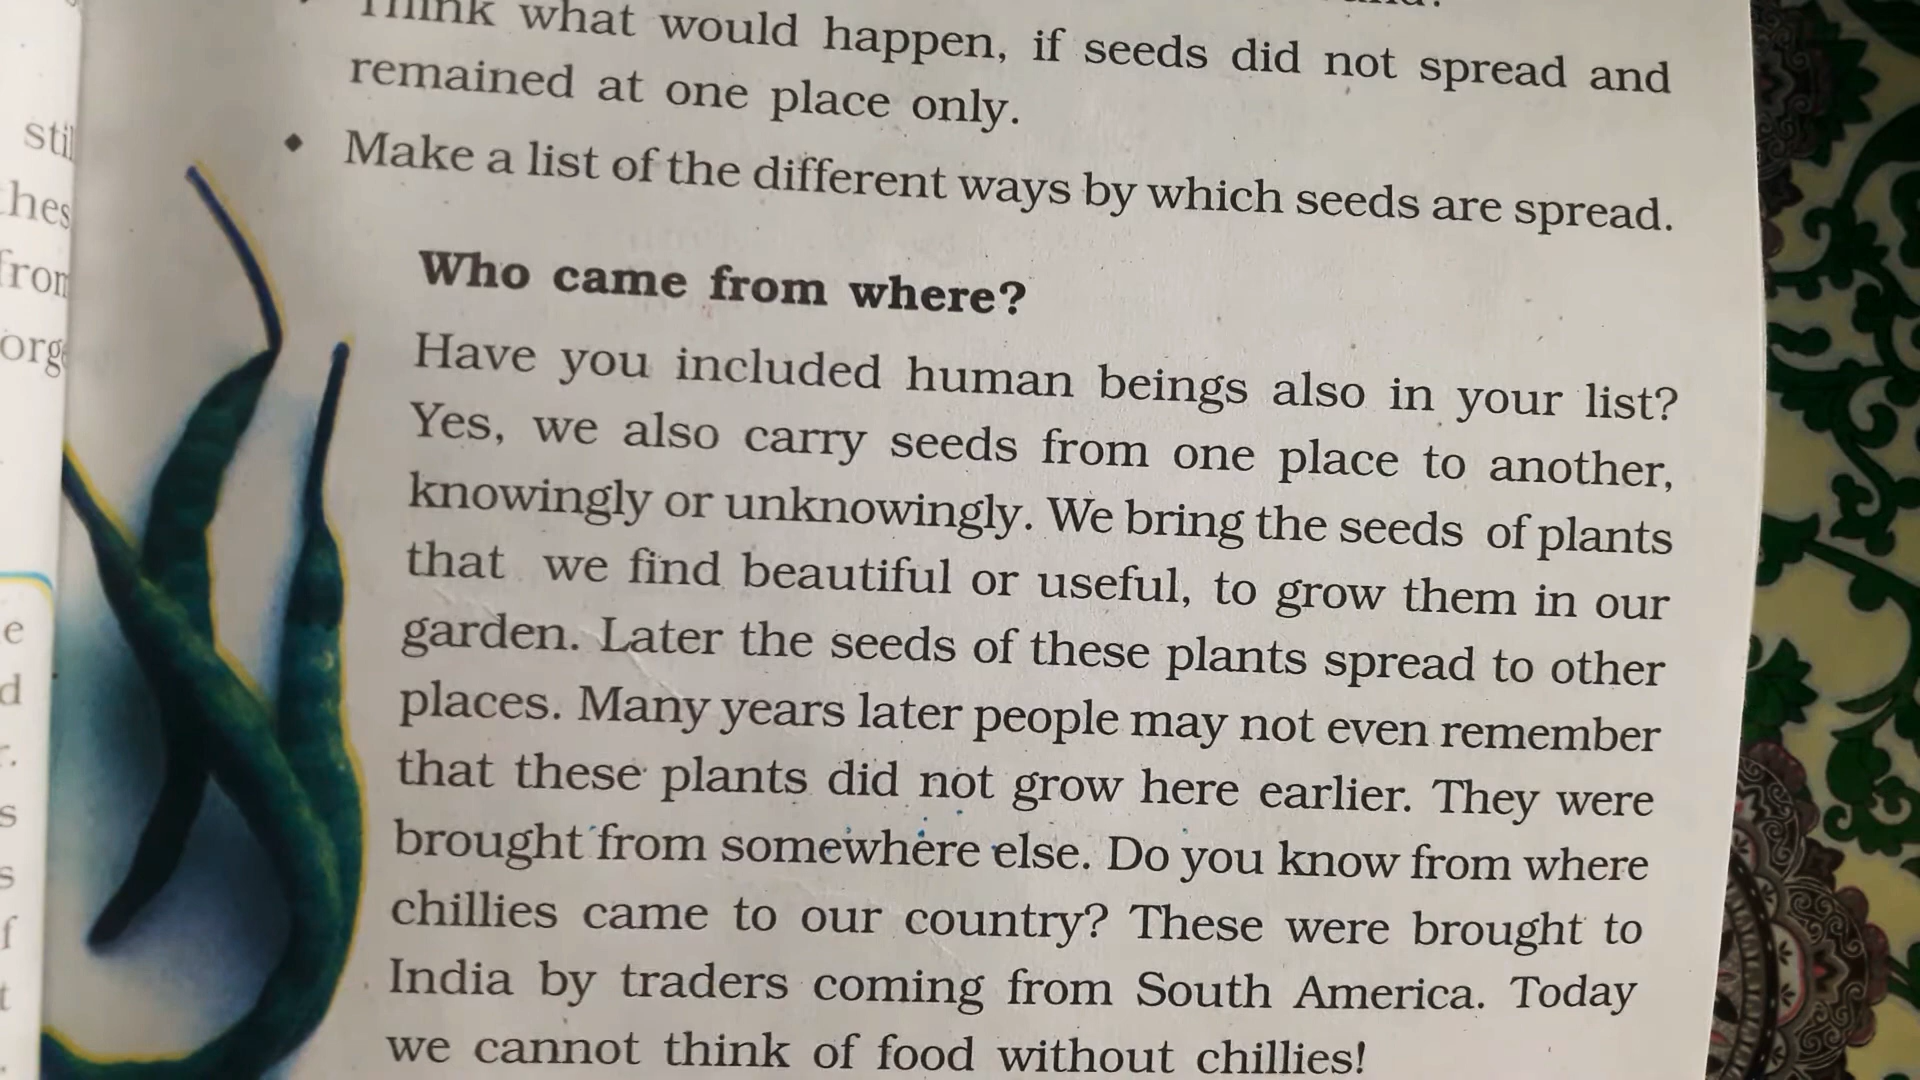 Think what would happen, if seeds did not spread and
remained at one place only.
• Make a list of the different ways by which seeds are spread.
Who came from where?
Have you included human beings also in your list?
Yes, we also carry seeds from one place to another,
knowingly or unknowingly. We bring the seeds of plants
that we find beautiful or useful, to grow them in our
garden. Later the seeds of these plants spread to other
places. Many years later people may not even remember
that these plants did not grow here earlier. They were
brought from somewhere else. Do you know from where
chillies came to our country? These were brought to
India by traders coming from South America. Today
we cannot think of food without chillies!